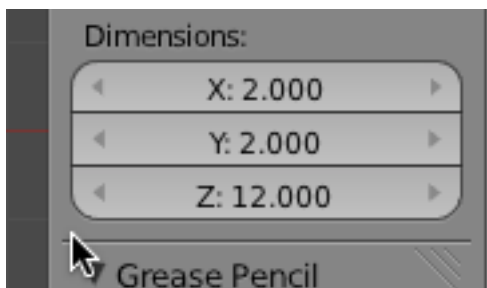 Dimensions:
X: 2.000
Y: 2.000
Z: 12.000
Grease Pencil